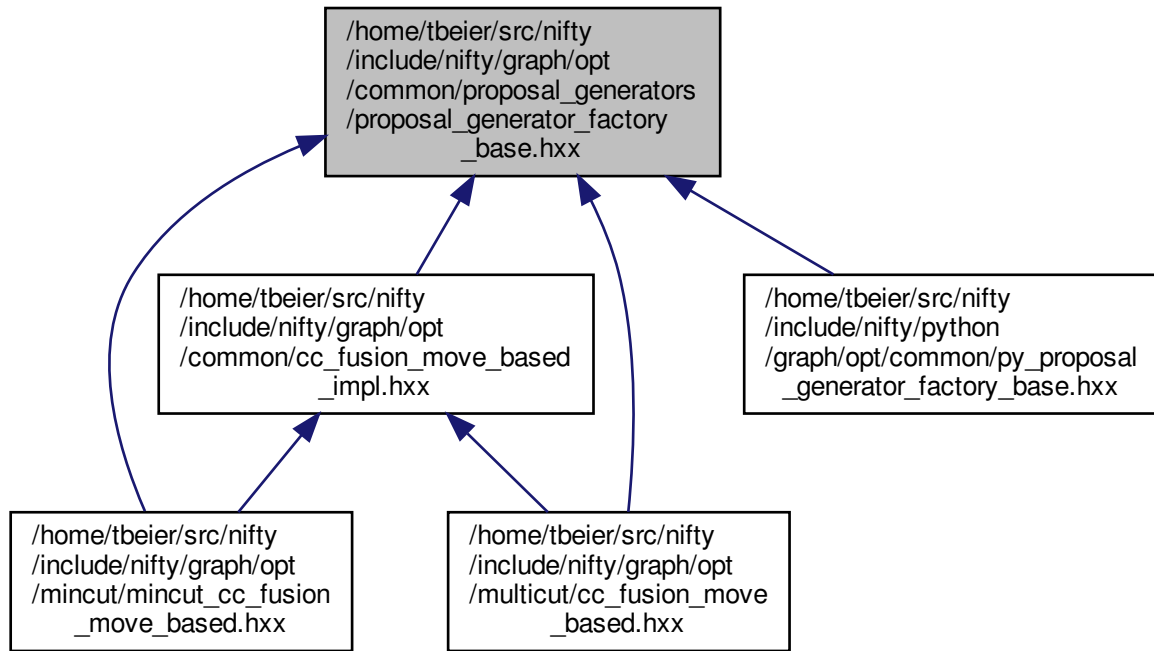 /home/tbeier/src/nifty
/include/nifty/graph/opt
/common/proposal_generators
/proposal_generator_factory
_base.hxx
/home/tbeier/src/nifty
/include/nifty/graph/opt
/common/cc_fusion_move_based
_impl.hxx
/home/tbeier/src/nifty
/include/nifty/python
/graph/opt/common/py_proposal
_generator_factory_base.hxx
/home/tbeier/src/nifty
/include/nifty/graph/opt
/mincut/mincut_cc_fusion
_move_based.hxx
/home/tbeier/src/nifty
/include/nifty/graph/opt
/multicut/cc_fusion_move
_based.hxx